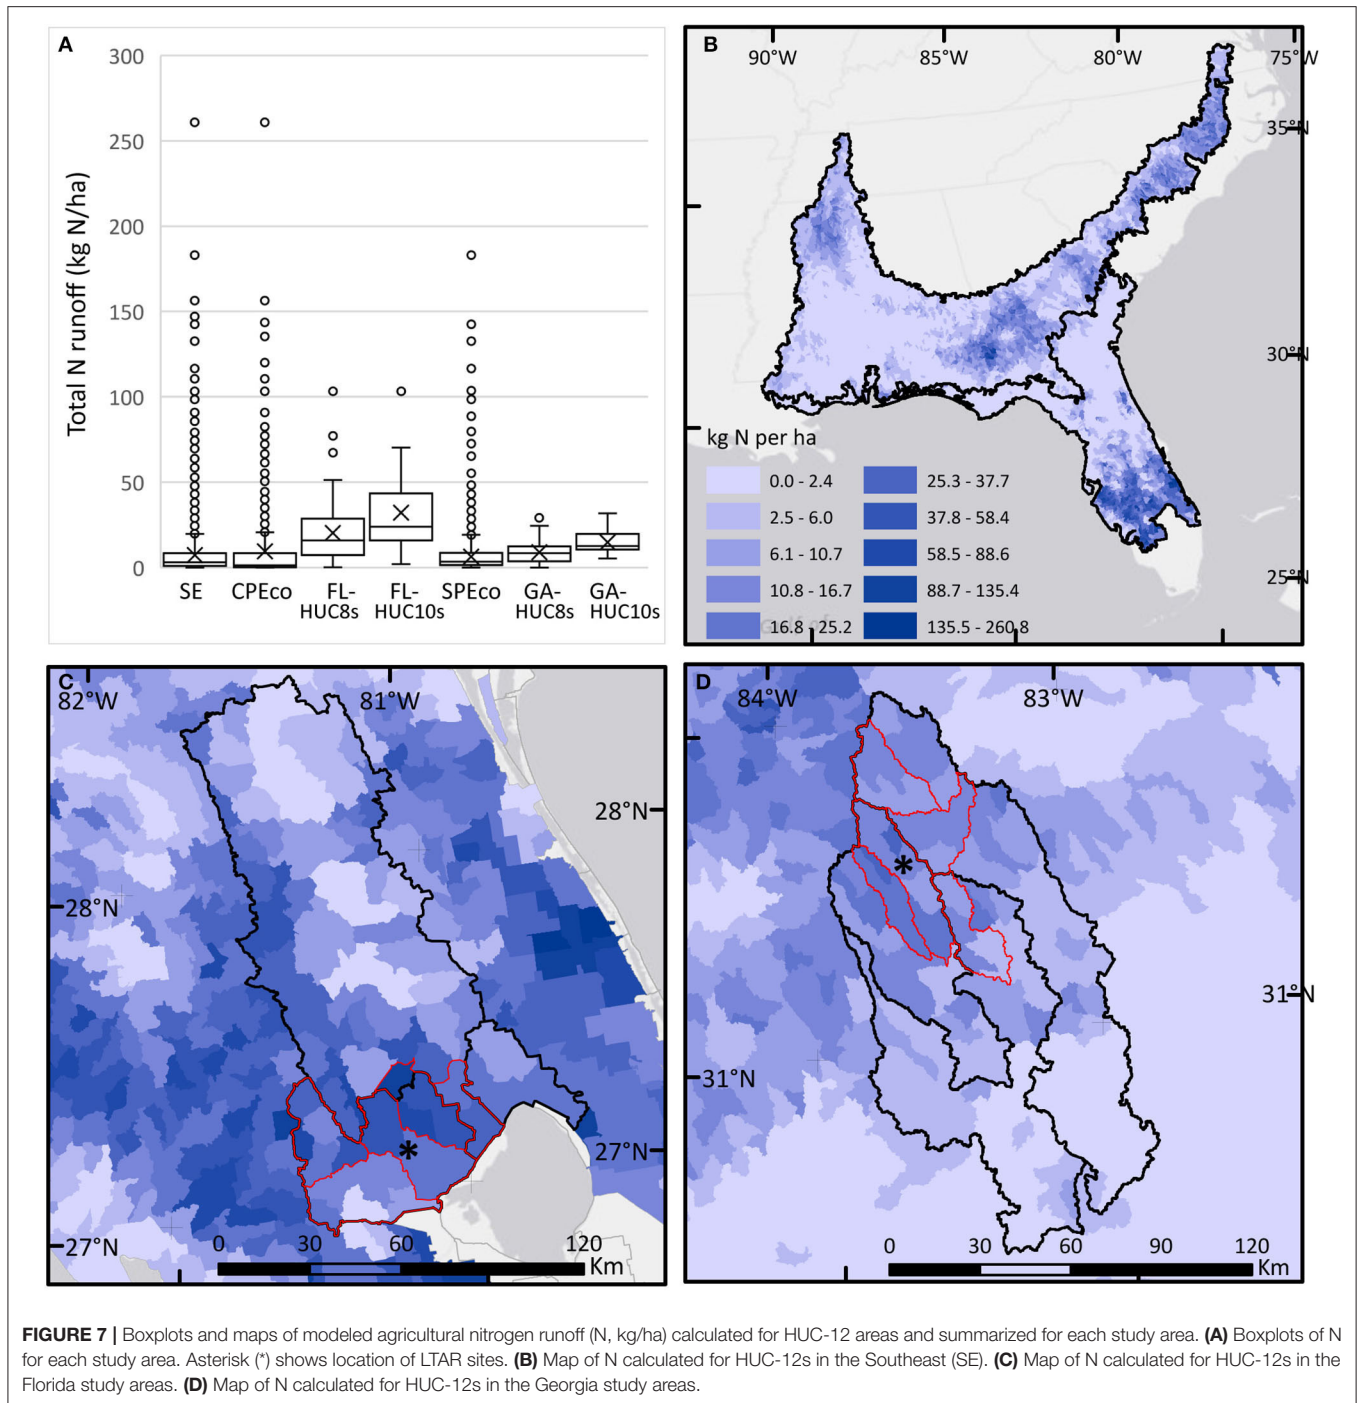 A
300
250
200
150
100
50
0
Total N runoff (kg N/ha)
SE
CPEco
FL-
HUC8s
FL-
HUC10s
SPEco
GA-
HUC8s
GA-
HUC10s
B
90°W
85°W
80°W
75°W
35°N
30°N
25°N
kg N per ha
0.0 - 2.4
2.5 - 6.0
6.1 - 10.7
10.8 - 16.7
16.8 - 25.2
25.3 - 37.7
37.8 - 58.4
58.5 - 88.6
88.7 - 135.4
135.5 - 260.8
C
82°W
81°W
28°N
28°N
27°N
27°N
*
0 30 60 120
Km
D
84°W
83°W
31°N
31°N
*
0 30 60 90 120
Km
FIGURE 7 | Boxplots and maps of modeled agricultural nitrogen runoff (N, kg/ha) calculated for HUC-12 areas and summarized for each study area. (A) Boxplots of N
for each study area. Asterisk (*) shows location of LTAR sites. (B) Map of N calculated for HUC-12s in the Southeast (SE). (C) Map of N calculated for HUC-12s in the
Florida study areas. (D) Map of N calculated for HUC-12s in the Georgia study areas.